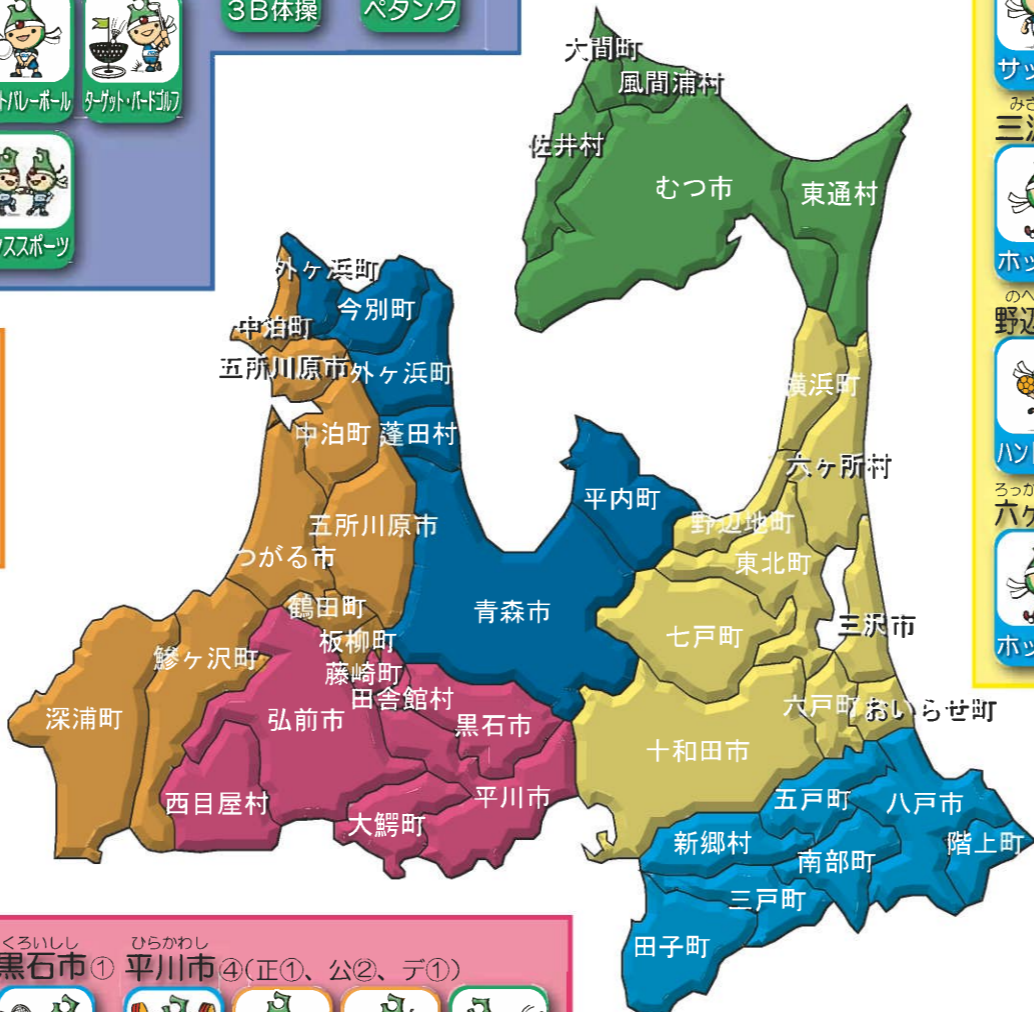 3B体操
ペタンク
トバレーボール
ターゲット・バードゴルフ
ンススポーツ
大間町
風間浦村
佐井村
むつ市
東通村
外ヶ浜町
今別町
中泊町
五所川原市
外ヶ浜町
中泊町
蓬田村
横浜町
六ヶ所村
平内町
野辺地町
五所川原市
つがる市
東北町
鶴田町
青森市
七戸町
三沢市
板柳町
鰺ヶ沢町
藤崎町
田舎館村
深浦町
弘前市
黒石市
六戸町
おいらせ町
十和田市
西目屋村
平川市
大鰐町
五戸町
八戸市
新郷村
南部町
階上町
三戸町
田子町
サッ
みさ
三沢
ホッ
のへ
野辺
ハンド
ろっか
六ケ
ホッ
くろいしし ひらかわし
黒石市① 平川市④(正①、公②、デ①)